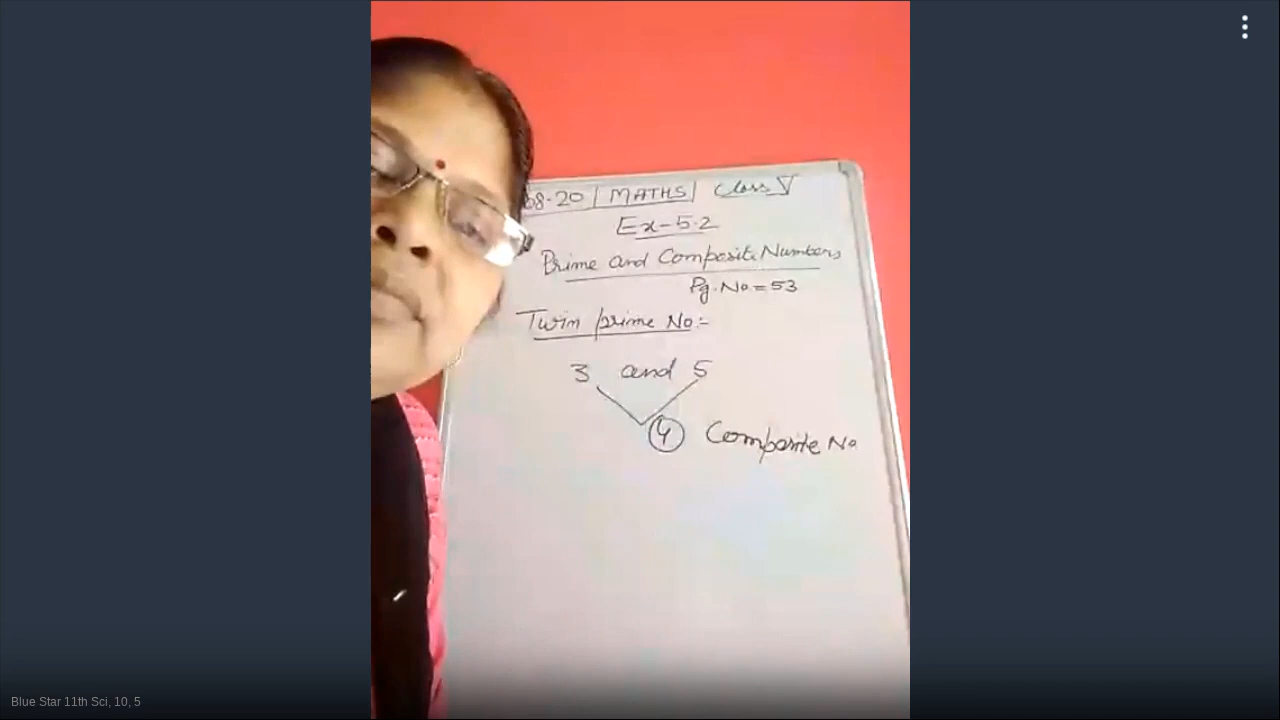 08-20 | MATHS | Class V
Ex-5.2
Prime and Composite Numbers
Pg. No = 53
Twin prime No:-
3 and 5
4 Composite No
Blue Star 11th Sci, 10, 5